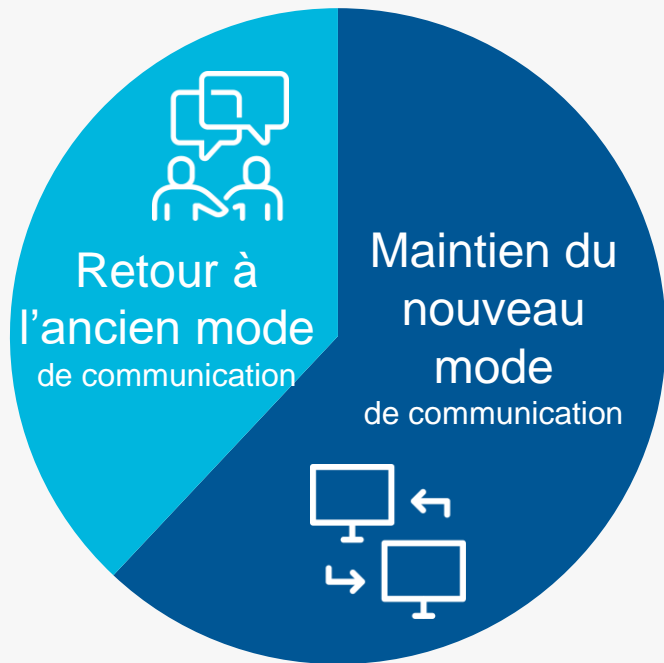 Retour à
l’ancien mode
de communication
Maintien du
nouveau
mode
de communication